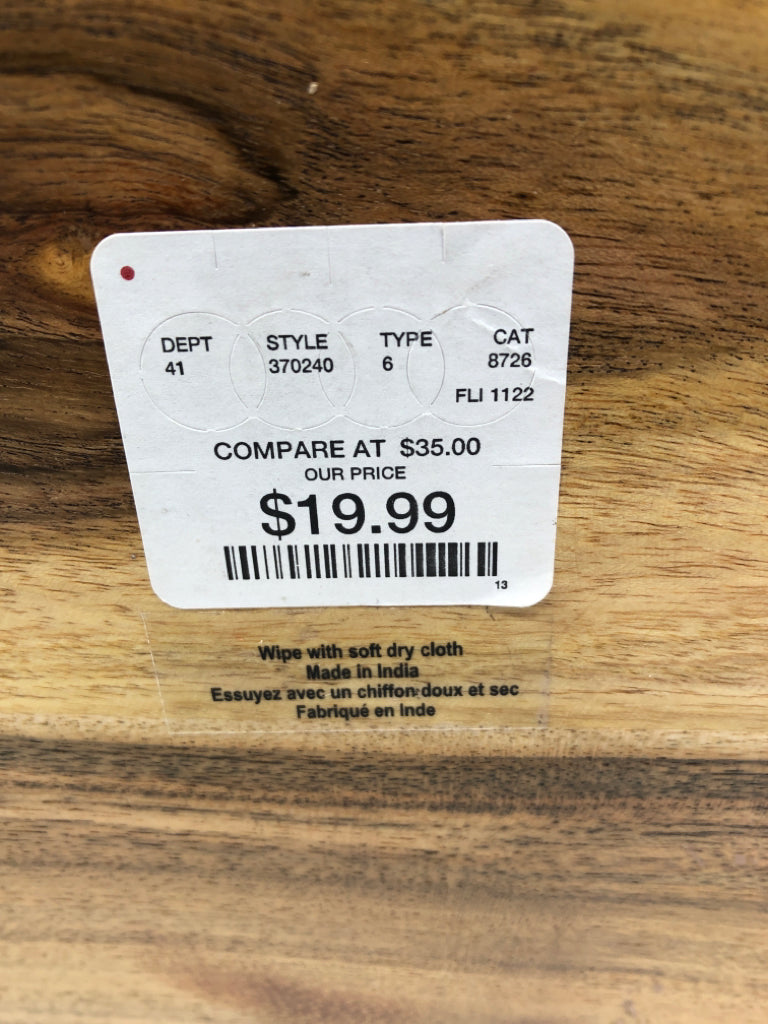 DEPT STYLE TYPE CAT
41 370240 6 8726
FLI 1122
COMPARE AT $35.00
OUR PRICE
$19.99
13
Wipe with soft dry cloth
Made in India
Essuyez avec un chiffon doux et sec
Fabriqué en Inde